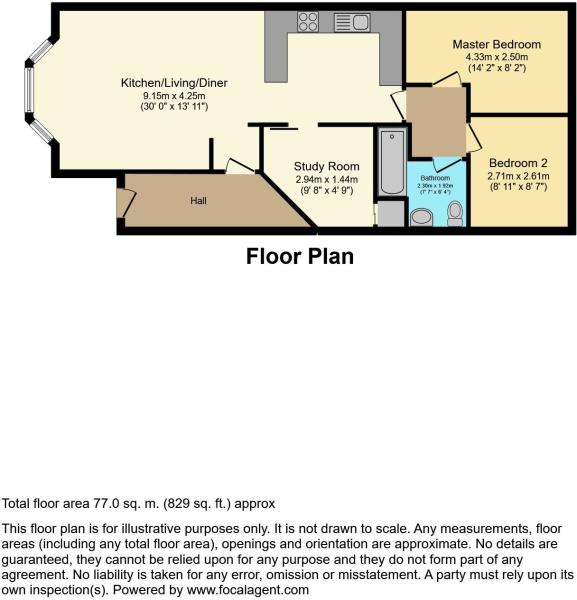 Master Bedroom
4.33m x 2.50m
(14' 2" x 8' 2")
Kitchen/Living/Diner
9.15m x 4.25m
(30' 0" x 13' 11")
Study Room
2.94m x 1.44m
(9' 8" x 4' 9")
Bathroom
2.30m x 1.92m
(7' 7" x 6' 4")
Bedroom 2
2.71m x 2.61m
(8' 11" x 8' 7")
Hall
Floor Plan
Total floor area 77.0 sq. m. (829 sq. ft.) approx
This floor plan is for illustrative purposes only. It is not drawn to scale. Any measurements, floor
areas (including any total floor area), openings and orientation are approximate. No details are
guaranteed, they cannot be relied upon for any purpose and they do not form part of any
agreement. No liability is taken for any error, omission or misstatement. A party must rely upon its
own inspection(s). Powered by www.focalagent.com